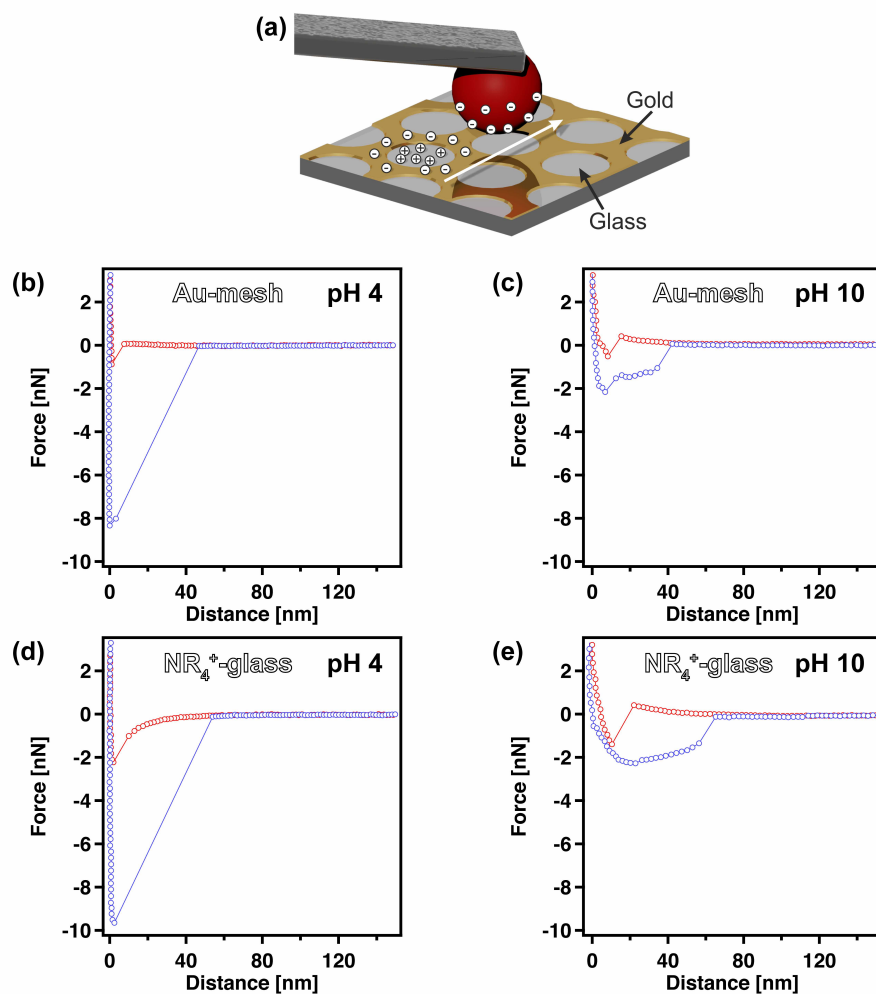 (a)
Gold
Glass
(b)
Au-mesh pH 4
2
0
-2
-4
-6
-8
-10
Force [nN]
0 40 80 120
Distance [nm]
(c)
Au-mesh pH 10
2
0
-2
-4
-6
-8
-10
Force [nN]
0 40 80 120
Distance [nm]
(d)
NR₄⁺-glass pH 4
2
0
-2
-4
-6
-8
-10
Force [nN]
0 40 80 120
Distance [nm]
(e)
NR₄⁺-glass pH 10
2
0
-2
-4
-6
-8
-10
Force [nN]
0 40 80 120
Distance [nm]